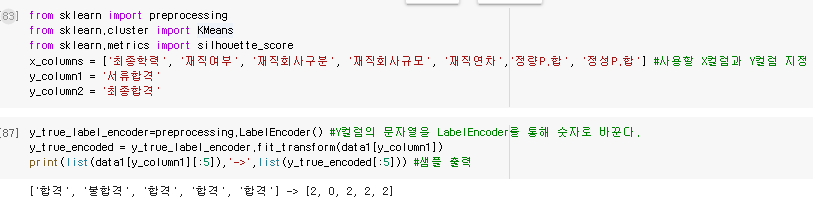 [83] from sklearn import preprocessing
from sklearn.cluster import KMeans
from sklearn.metrics import silhouette_score
x_columns = ['최종학력', '재직여부', '재직회사구분', '재직회사규모', '재직연차','정량P.합', '정성P.합'] #사용할 X컬럼과 Y컬럼 지정
y_column1 = '서류합격'
y_column2 = '최종합격'
[87] y_true_label_encoder=preprocessing.LabelEncoder() #Y컬럼의 문자열을 LabelEncoder을 통해 숫자로 바꾼다.
y_true_encoded = y_true_label_encoder.fit_transform(data1[y_column1])
print(list(data1[y_column1][:5]),'->',list(y_true_encoded[:5])) #샘플 출력
['합격', '불합격', '합격', '합격', '합격'] -> [2, 0, 2, 2, 2]